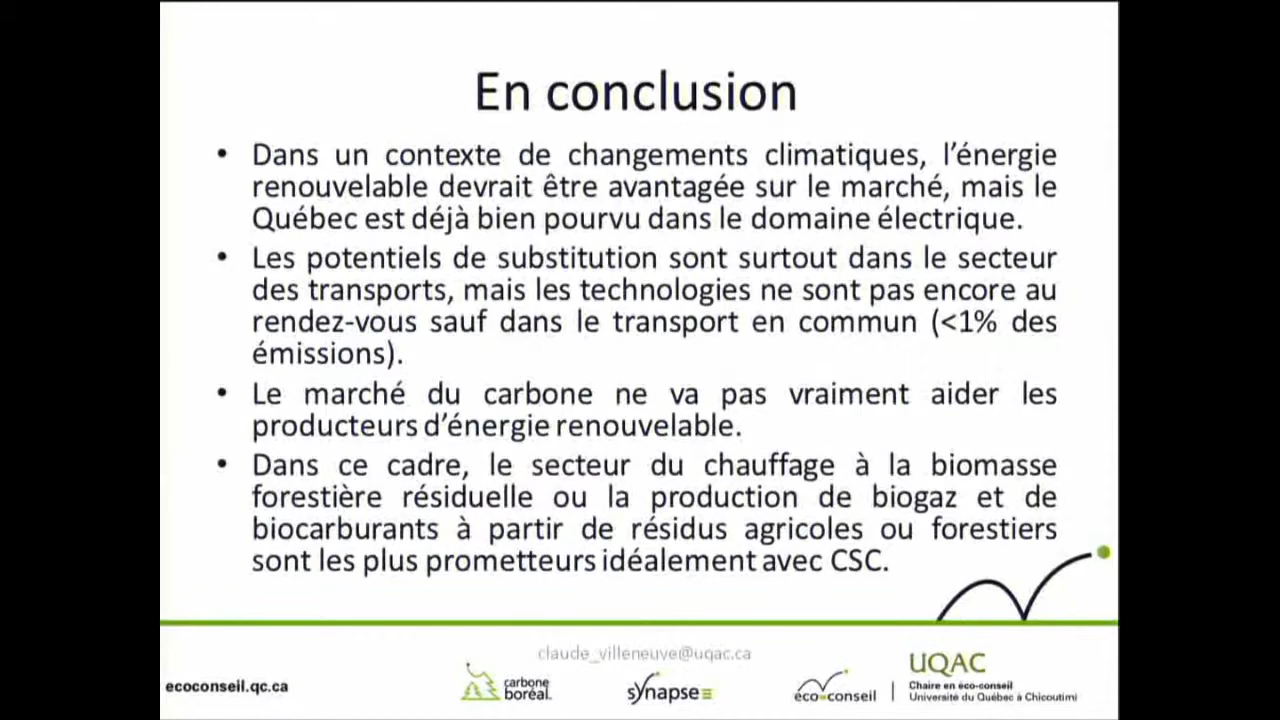 En conclusion
• Dans un contexte de changements climatiques, l’énergie
renouvelable devrait être avantagée sur le marché, mais le
Québec est déjà bien pourvu dans le domaine électrique.
• Les potentiels de substitution sont surtout dans le secteur
des transports, mais les technologies ne sont pas encore au
rendez-vous sauf dans le transport en commun (<1% des
émissions).
• Le marché du carbone ne va pas vraiment aider les
producteurs d’énergie renouvelable.
• Dans ce cadre, le secteur du chauffage à la biomasse
forestière résiduelle ou la production de biogaz et de
biocarburants à partir de résidus agricoles ou forestiers
sont les plus prometteurs idéalement avec CSC.
claude_villeneuve@uqac.ca
ecoconseil.qc.ca
carbone
boréal
synapse
éco-conseil
UQAC
Chaire en éco-conseil
Université du Québec à Chicoutimi